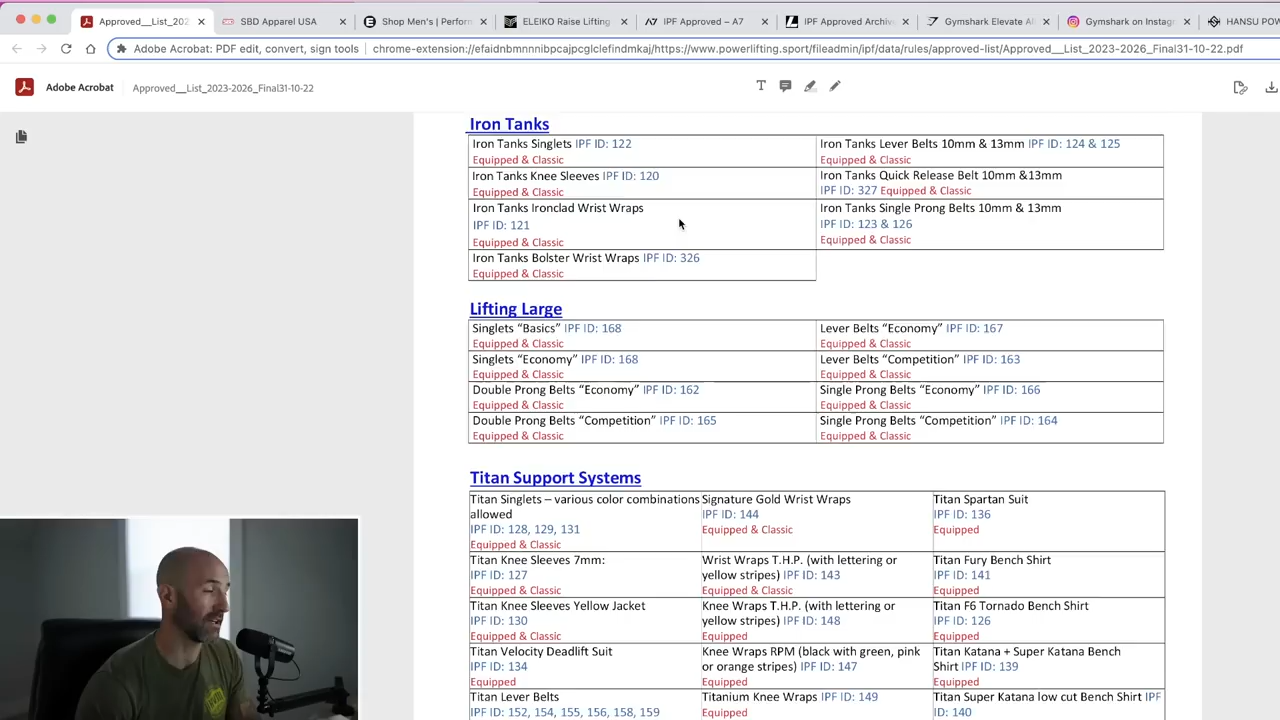 Approved__List_202
SBD Apparel USA
Shop Men's | Perform
ELEIKO Raise Lifting
IPF Approved – A7
IPF Approved Archiv
Gymshark Elevate Al
Gymshark on Instag
HANSU POW
Adobe Acrobat: PDF edit, convert, sign tools | chrome-extension://efaidnbmnnnibpcajpcglclefindmkaj/https://www.powerlifting.sport/fileadmin/ipf/data/rules/approved-list/Approved__List_2023-2026_Final31-10-22.pdf
Adobe Acrobat Approved__List_2023-2026_Final31-10-22
Iron Tanks
Iron Tanks Singlets IPF ID: 122
Equipped & Classic
Iron Tanks Lever Belts 10mm & 13mm IPF ID: 124 & 125
Equipped & Classic
Iron Tanks Knee Sleeves IPF ID: 120
Equipped & Classic
Iron Tanks Quick Release Belt 10mm &13mm
IPF ID: 327 Equipped & Classic
Iron Tanks Ironclad Wrist Wraps
IPF ID: 121
Equipped & Classic
Iron Tanks Single Prong Belts 10mm & 13mm
IPF ID: 123 & 126
Equipped & Classic
Iron Tanks Bolster Wrist Wraps IPF ID: 326
Equipped & Classic
Lifting Large
Singlets “Basics” IPF ID: 168
Equipped & Classic
Lever Belts “Economy” IPF ID: 167
Equipped & Classic
Singlets “Economy” IPF ID: 168
Equipped & Classic
Lever Belts “Competition” IPF ID: 163
Equipped & Classic
Double Prong Belts “Economy” IPF ID: 162
Equipped & Classic
Single Prong Belts “Economy” IPF ID: 166
Equipped & Classic
Double Prong Belts “Competition” IPF ID: 165
Equipped & Classic
Single Prong Belts “Competition” IPF ID: 164
Equipped & Classic
Titan Support Systems
Titan Singlets – various color combinations
allowed
IPF ID: 128, 129, 131
Equipped & Classic
Signature Gold Wrist Wraps
IPF ID: 144
Equipped & Classic
Titan Spartan Suit
IPF ID: 136
Equipped
Titan Knee Sleeves 7mm:
IPF ID: 127
Equipped & Classic
Wrist Wraps T.H.P. (with lettering or
yellow stripes) IPF ID: 143
Equipped & Classic
Titan Fury Bench Shirt
IPF ID: 141
Equipped
Titan Knee Sleeves Yellow Jacket
IPF ID: 130
Equipped & Classic
Knee Wraps T.H.P. (with lettering or
yellow stripes) IPF ID: 148
Equipped
Titan F6 Tornado Bench Shirt
IPF ID: 126
Equipped
Titan Velocity Deadlift Suit
IPF ID: 134
Equipped
Knee Wraps RPM (black with green, pink
or orange stripes) IPF ID: 147
Equipped
Titan Katana + Super Katana Bench
Shirt IPF ID: 139
Equipped
Titan Lever Belts
IPF ID: 152, 154, 155, 156, 158, 159
Titanium Knee Wraps IPF ID: 149
Equipped
Titan Super Katana low cut Bench Shirt IPF
ID: 140